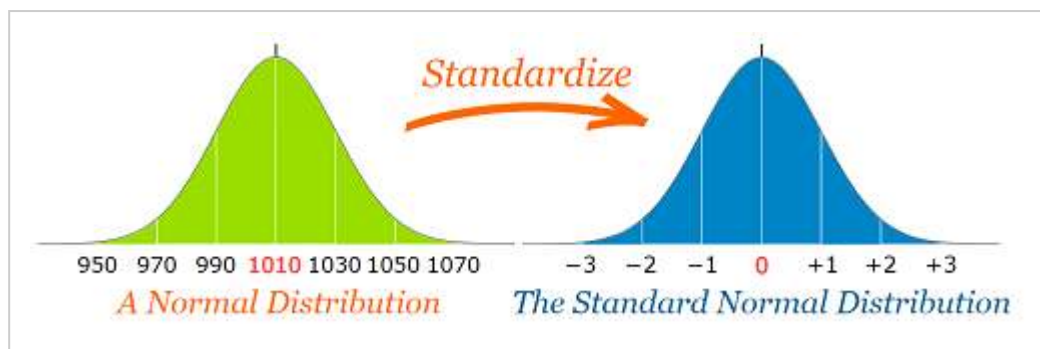 Standardize
950 970 990 1010 1030 1050 1070
A Normal Distribution
−3 −2 −1 0 +1 +2 +3
The Standard Normal Distribution